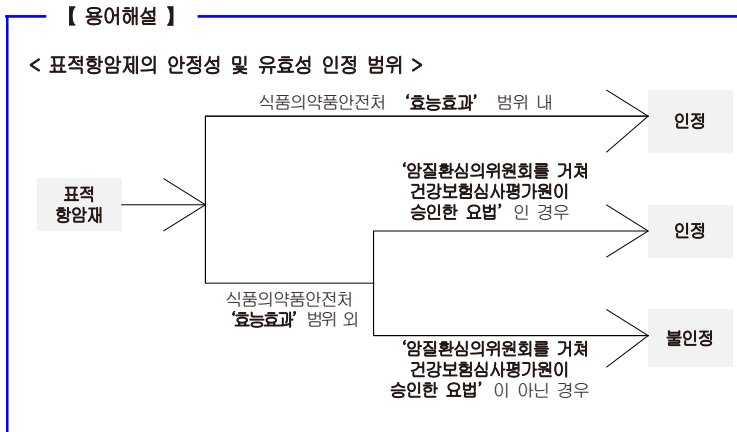 【 용어해설 】
< 표적항암제의 안정성 및 유효성 인정 범위 >
식품의약품안전처 ‘효능효과’ 범위 내
인정
‘암질환심의위원회를 거쳐
건강보험심사평가원이
승인한 요법’ 인 경우
표적
항암재
인정
식품의약품안전처
‘효능효과’ 범위 외
불인정
‘암질환심의위원회를 거쳐
건강보험심사평가원이
승인한 요법’ 이 아닌 경우